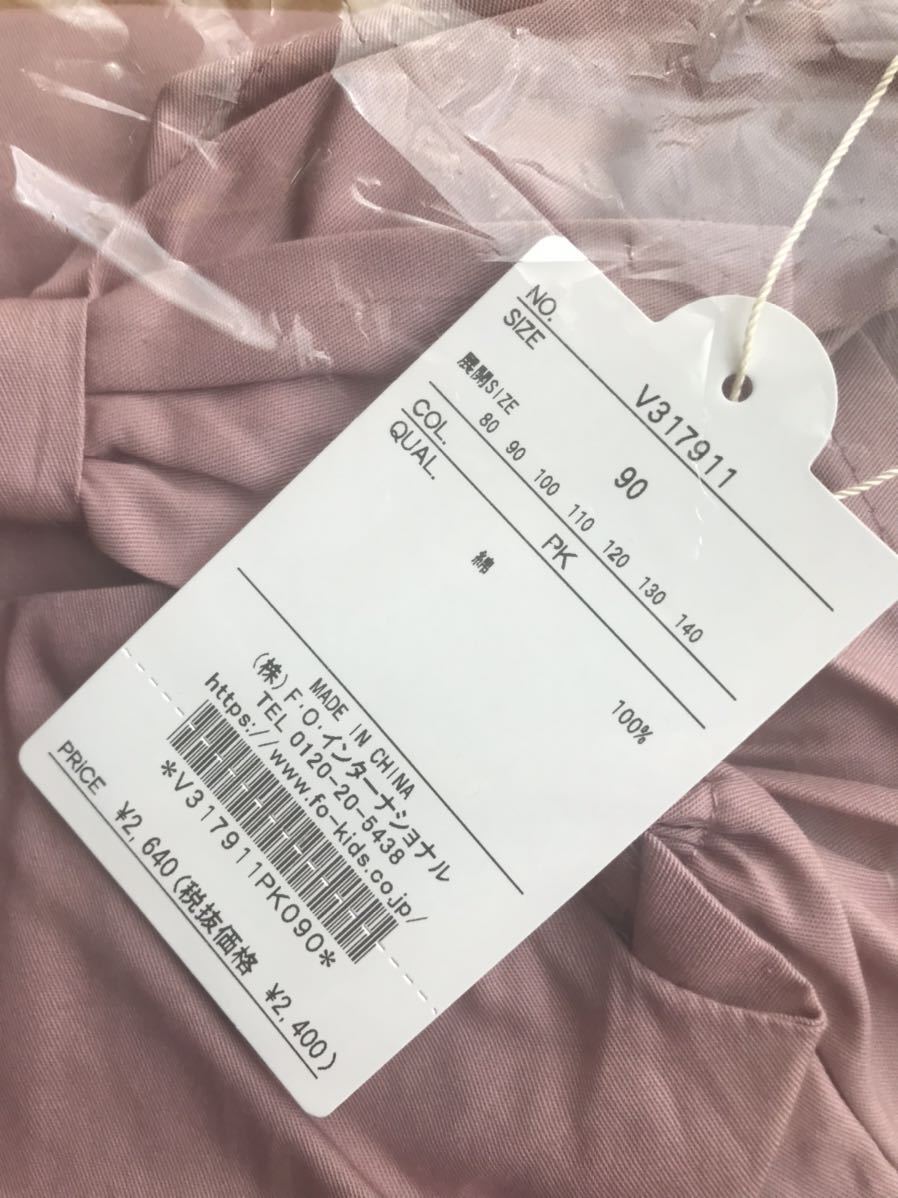 NO. V317911
SIZE 90
展開SIZE
80 90 100 110 120 130 140
COL. PK
QUAL.
綿 100%
MADE IN CHINA
(株)F・O・インターナショナル
TEL 0120-20-5438
https://www.fo-kids.co.jp/
*V317911PK090*
PRICE ¥2,640(税抜価格 ¥2,400)